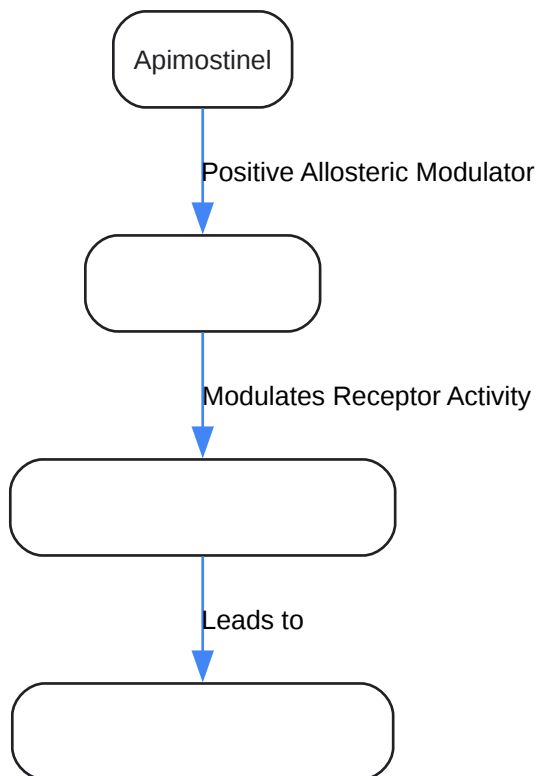 Apimostinel
Positive Allosteric Modulator
Modulates Receptor Activity
Leads to